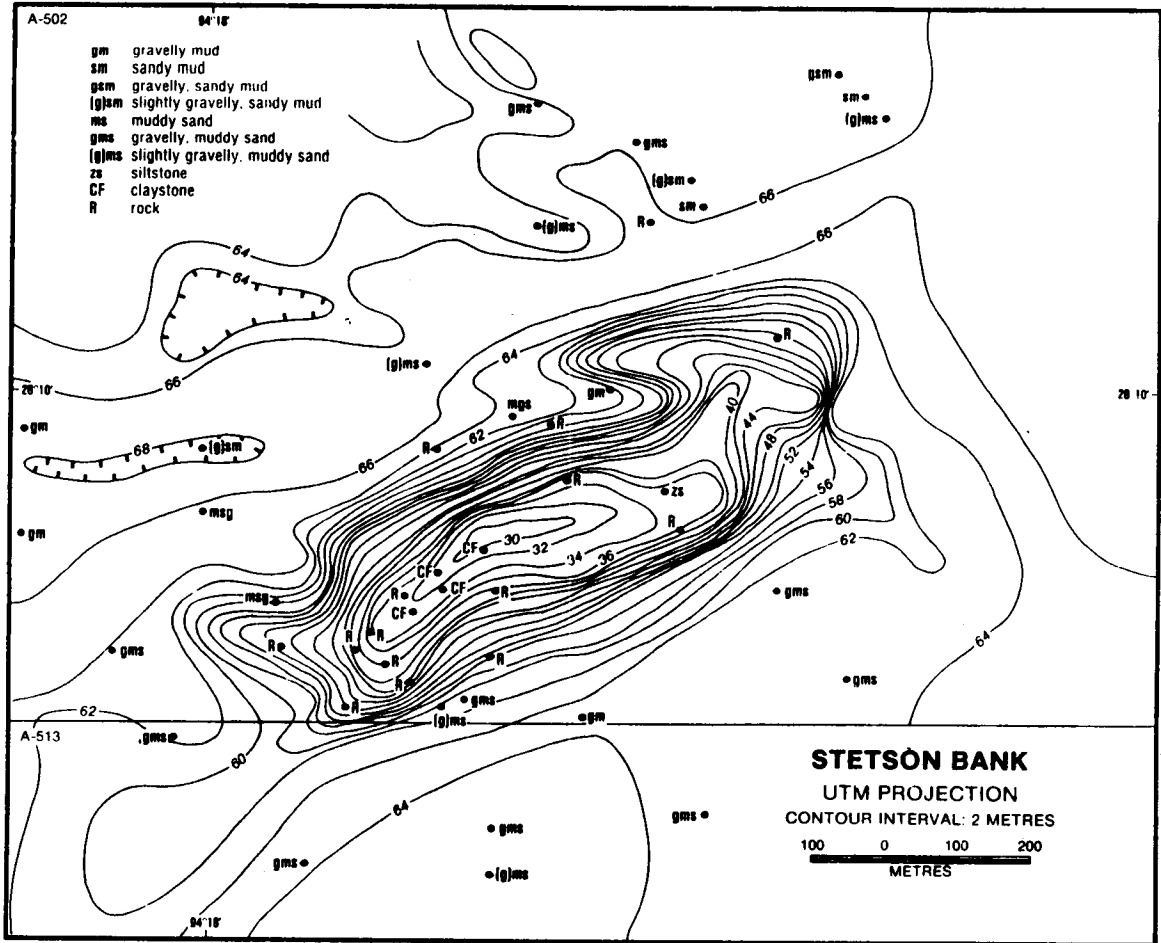 A-502
94°18'
gm gravelly mud
sm sandy mud
gsm gravelly, sandy mud
(g)sm slightly gravelly, sandy mud
ms muddy sand
gms gravelly, muddy sand
(g)ms slightly gravelly, muddy sand
zs siltstone
CF claystone
R rock
gsm
sm
(g)ms
gms
gms
(g)sm
sm
66
R
(g)ms
66
64
64
R
64
(g)ms
66
28°10'
28°10'
gm
40
mgs
gm
62
R
44
R
68
(g)sm
66
48
52
54
R
zs
56
msg
58
gm
R
60
30
32
62
CF
34
36
CF
CF
R
R
gms
msg
CF
R
R
R
64
gms
R
R
R
gms
R
gms
62
(g)ms
gm
A-513
gms
60
STETSON BANK
UTM PROJECTION
CONTOUR INTERVAL: 2 METRES
100 0 100 200
METRES
64
gms
gms
gms
(g)ms
94°18'